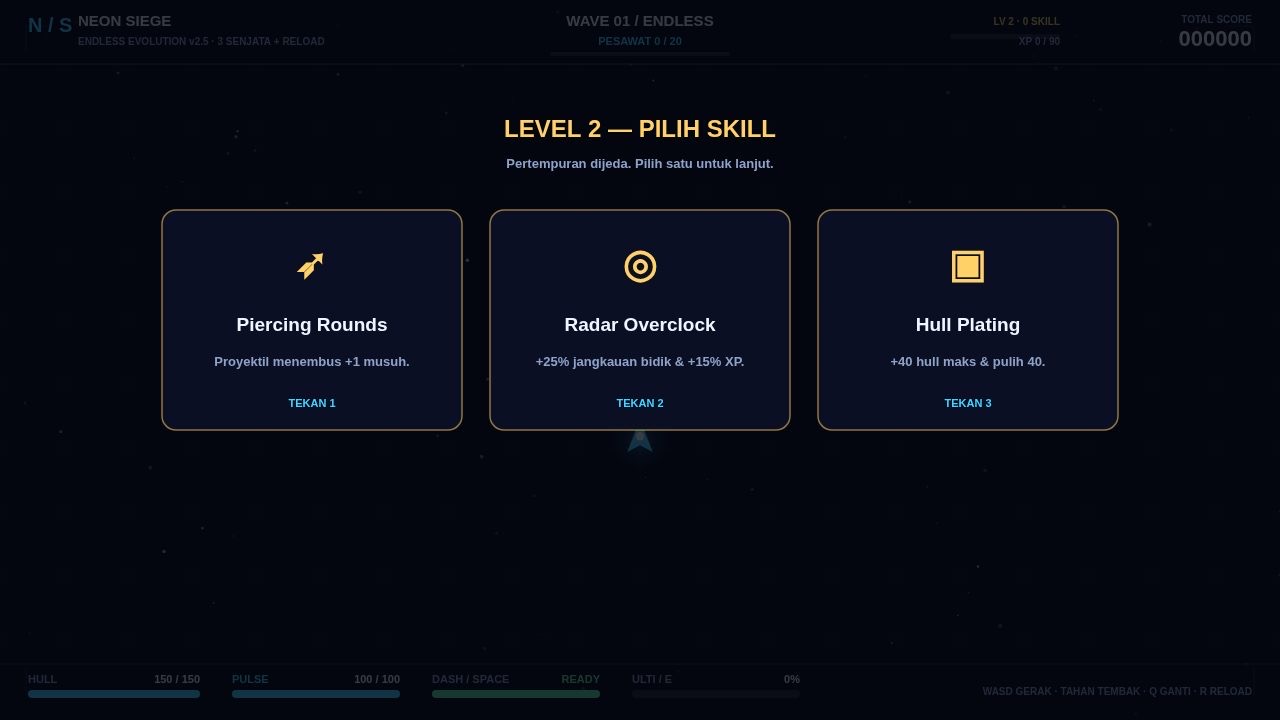 N / S NEON SIEGE
ENDLESS EVOLUTION v2.5 · 3 SENJATA + RELOAD
WAVE 01 / ENDLESS
PESAWAT 0 / 20
LV 2 · 0 SKILL
XP 0 / 90
TOTAL SCORE
000000
LEVEL 2 — PILIH SKILL
Pertempuran dijeda. Pilih satu untuk lanjut.
Piercing Rounds
Proyektil menembus +1 musuh.
TEKAN 1
Radar Overclock
+25% jangkauan bidik & +15% XP.
TEKAN 2
Hull Plating
+40 hull maks & pulih 40.
TEKAN 3
HULL 150 / 150
PULSE 100 / 100
DASH / SPACE READY
ULTI / E 0%
WASD GERAK · TAHAN TEMBAK · Q GANTI · R RELOAD